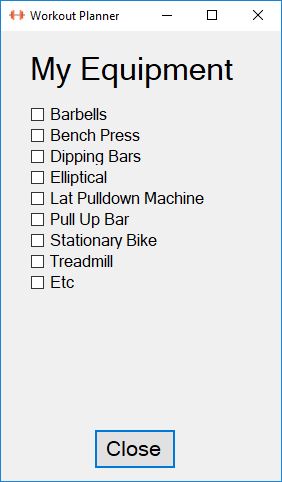 Workout Planner
My Equipment
Barbells
Bench Press
Dipping Bars
Elliptical
Lat Pulldown Machine
Pull Up Bar
Stationary Bike
Treadmill
Etc
Close